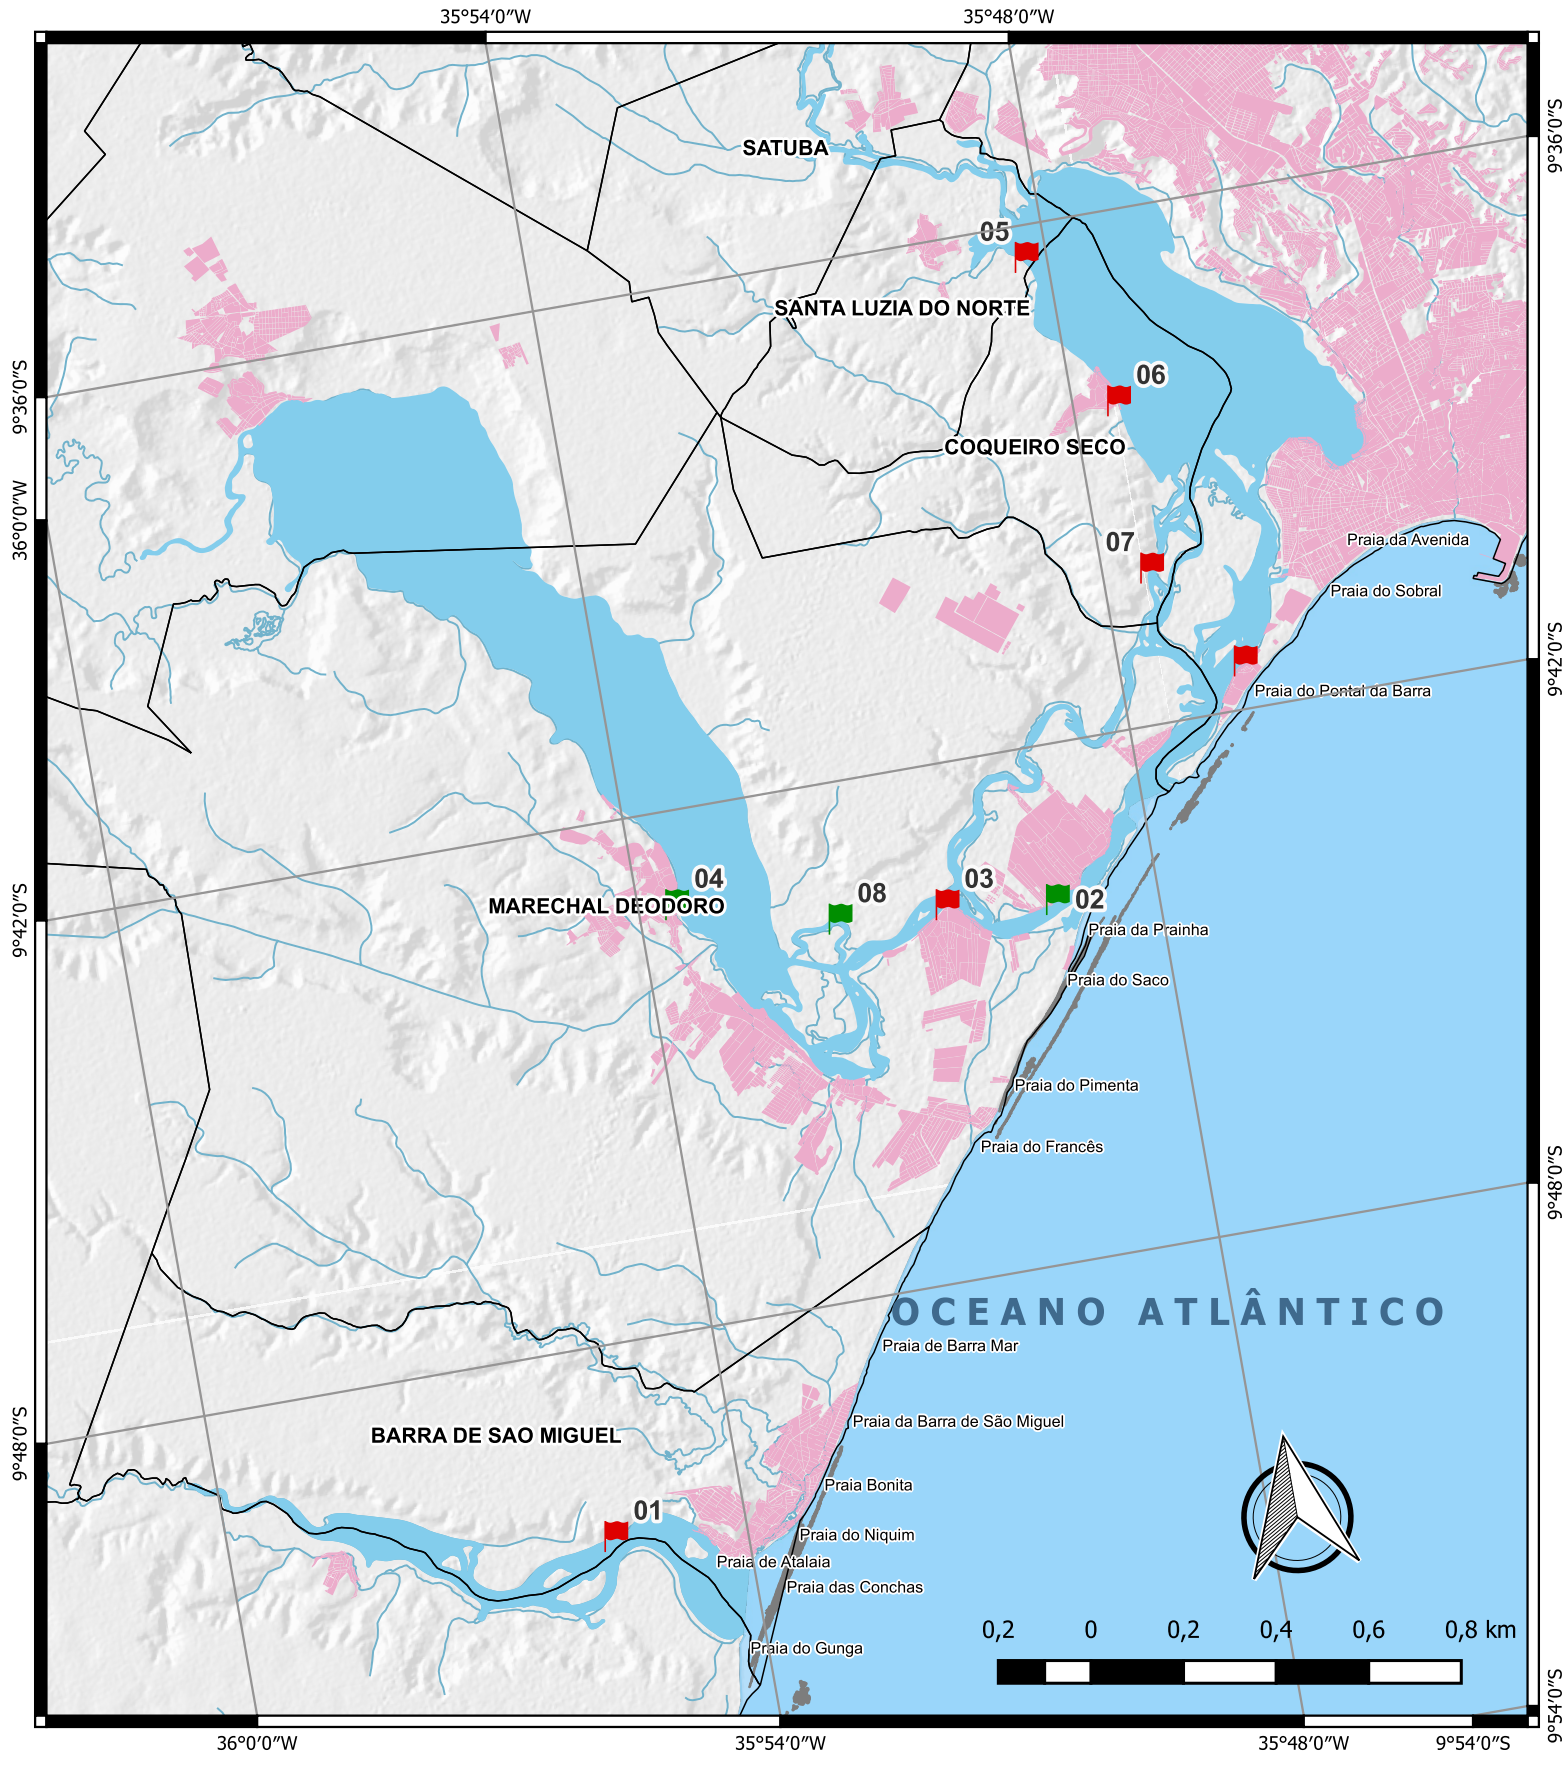 35°54′0″W
35°48′0″W
9°36′0″S
SATUBA
05
SANTA LUZIA DO NORTE
9°36′0″S
06
COQUEIRO SECO
36°0′0″W
07
Praia da Avenida
Praia do Sobral
9°42′0″S
Praia do Pontal da Barra
04
08
03
02
MARECHAL DEODORO
9°42′0″S
Praia da Prainha
Praia do Saco
Praia do Pimenta
Praia do Francês
9°48′0″S
OCEANO ATLÂNTICO
Praia de Barra Mar
Praia da Barra de São Miguel
BARRA DE SAO MIGUEL
9°48′0″S
Praia Bonita
01
Praia do Niquim
Praia de Atalaia
Praia das Conchas
Praia do Gunga
0,2 0 0,2 0,4 0,6 0,8 km
9°54′0″S
36°0′0″W
35°54′0″W
35°48′0″W
9°54′0″S